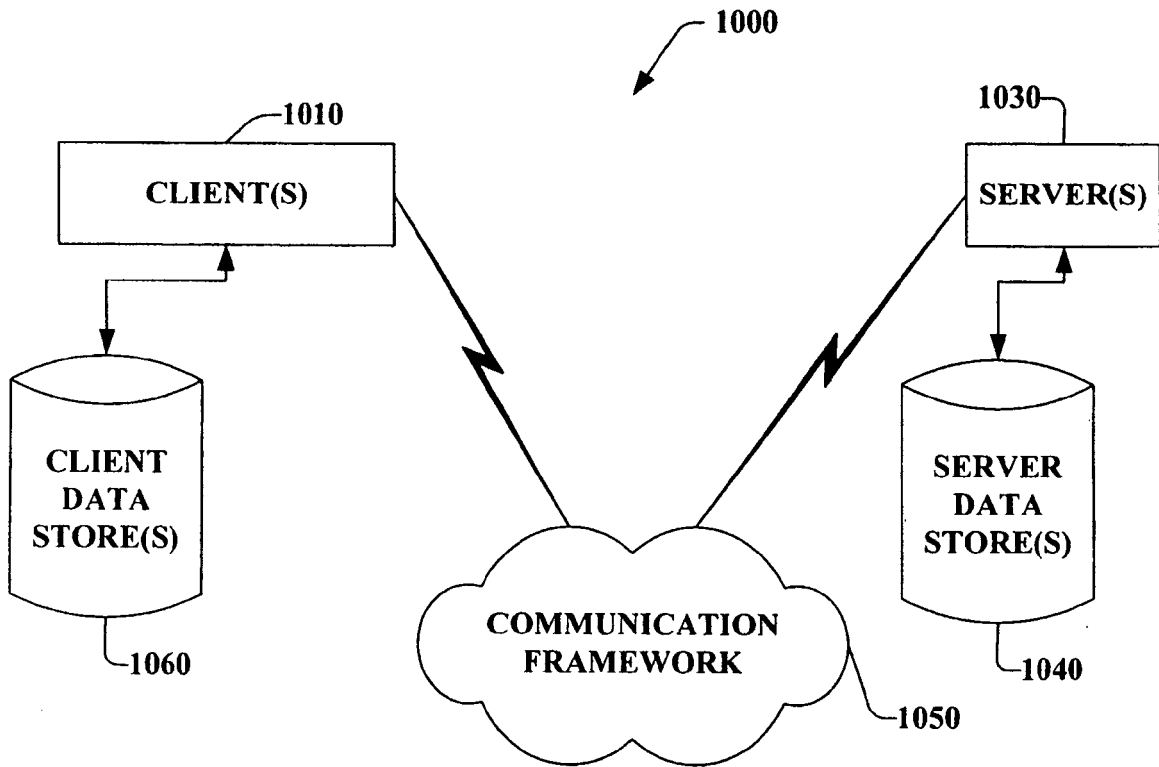 1000
1010
1030
CLIENT(S)
SERVER(S)
CLIENT
DATA
STORE(S)
SERVER
DATA
STORE(S)
COMMUNICATION
FRAMEWORK
1060
1040
1050